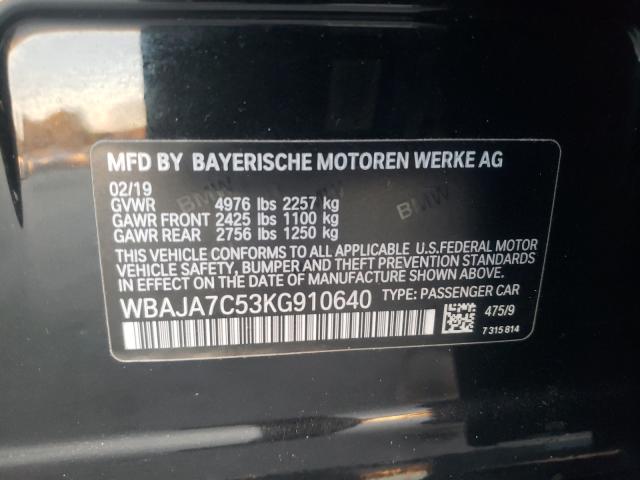 MFD BY BAYERISCHE MOTOREN WERKE AG
02/19
GVWR 4976 lbs 2257 kg
GAWR FRONT 2425 lbs 1100 kg
GAWR REAR 2756 lbs 1250 kg
BMW BMW
THIS VEHICLE CONFORMS TO ALL APPLICABLE U.S.FEDERAL MOTOR
VEHICLE SAFETY, BUMPER AND THEFT PREVENTION STANDARDS
IN EFFECT ON THE DATE OF MANUFACTURE SHOWN ABOVE.
WBAJA7C53KG910640 TYPE: PASSENGER CAR
475/9
7 315 814